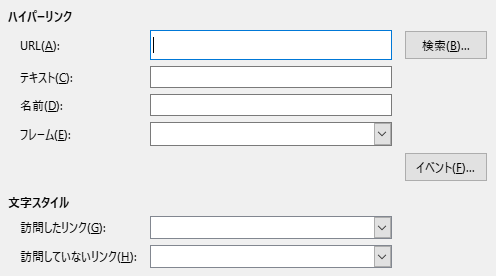 ハイパーリンク
URL(A):
検索(B)...
テキスト(C):
名前(D):
フレーム(E):
イベント(F)...
文字スタイル
訪問したリンク(G):
訪問していないリンク(H):